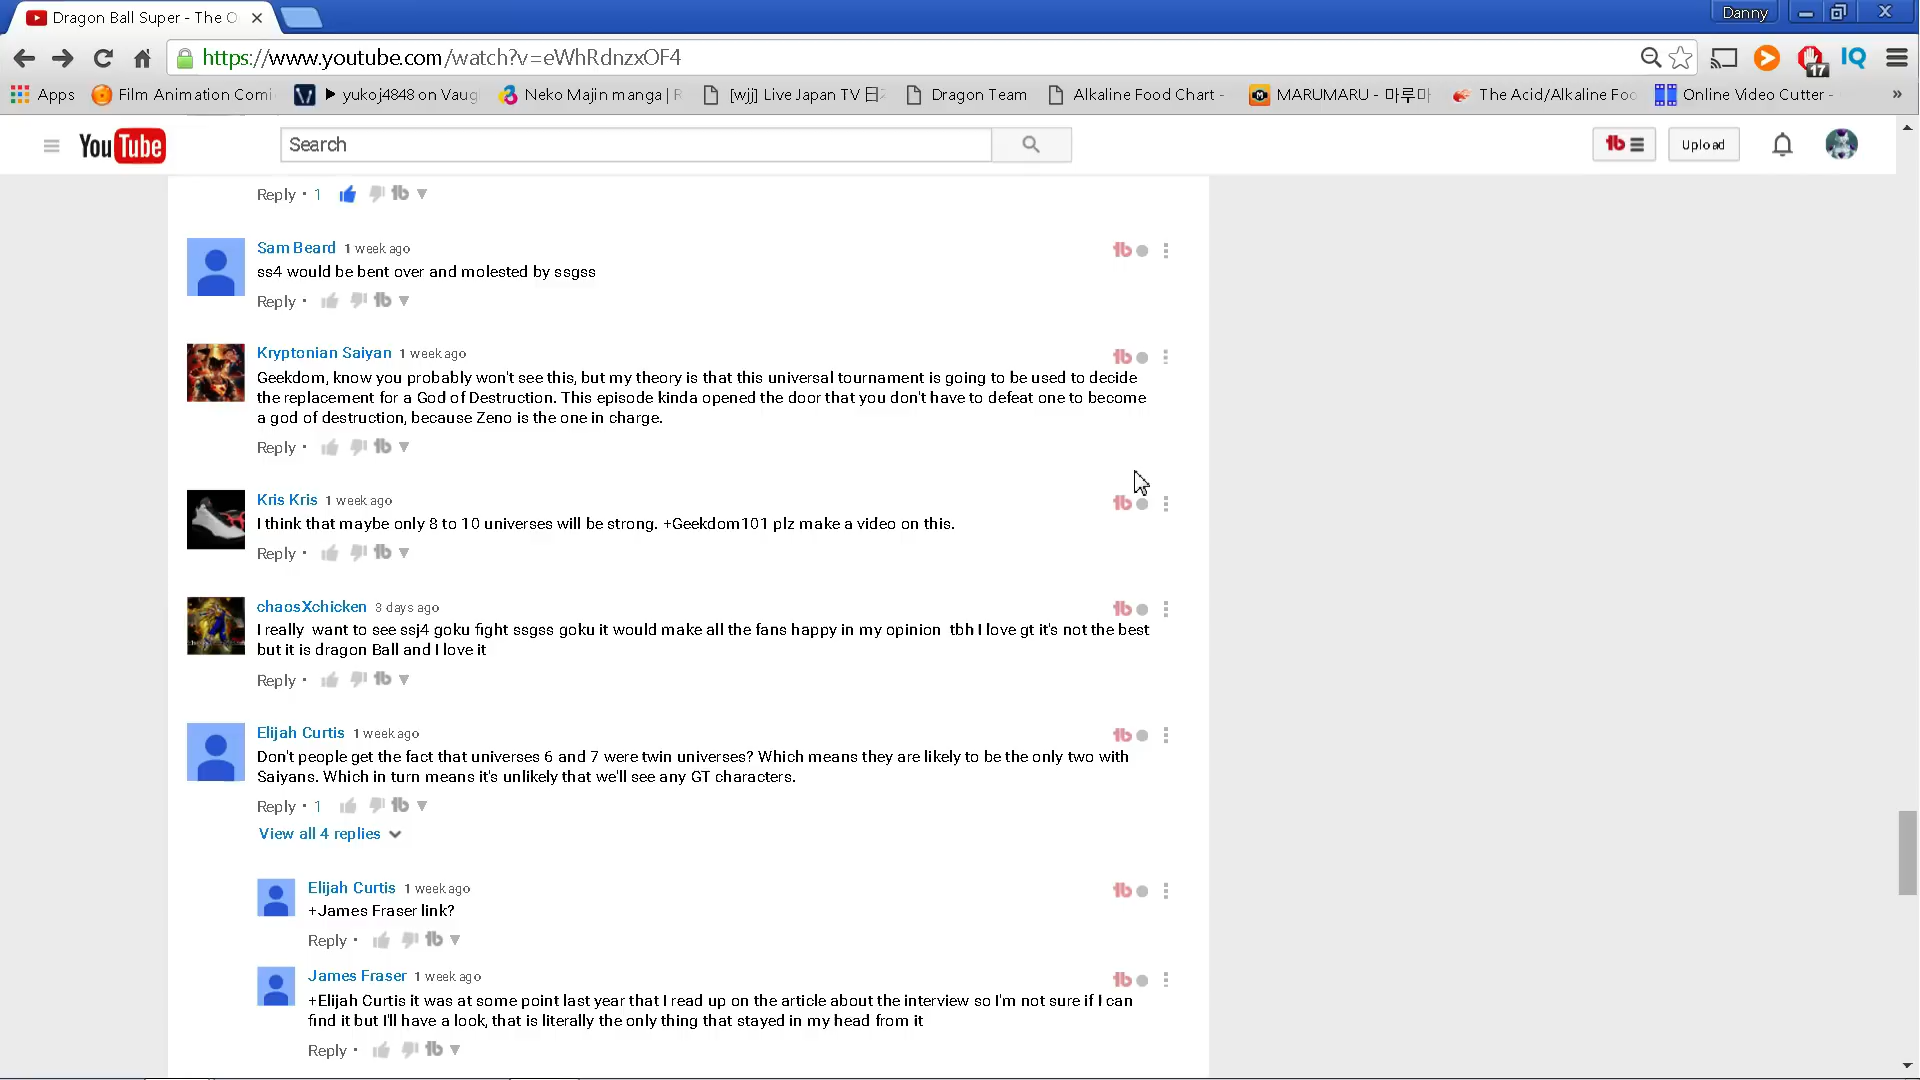 Dragon Ball Super - The O
Danny
https://www.youtube.com/watch?v=eWhRdnzxOF4
17
IQ
Apps
Film Animation Comi
▶ yukoj4848 on Vaug
Neko Majin manga | R
[wjj] Live Japan TV 日
Dragon Team
Alkaline Food Chart -
MARUMARU - 마루마
The Acid/Alkaline Foo
Online Video Cutter -
»
YouTube
Search
tb
Upload
Reply • 1 tb
Sam Beard 1 week ago
ss4 would be bent over and molested by ssgss
Reply • tb
Kryptonian Saiyan 1 week ago
Geekdom, know you probably won't see this, but my theory is that this universal tournament is going to be used to decide
the replacement for a God of Destruction. This episode kinda opened the door that you don't have to defeat one to become
a god of destruction, because Zeno is the one in charge.
Reply • tb
Kris Kris 1 week ago
I think that maybe only 8 to 10 universes will be strong. +Geekdom101 plz make a video on this.
Reply • tb
chaosXchicken 3 days ago
I really  want to see ssj4 goku fight ssgss goku it would make all the fans happy in my opinion  tbh I love gt it's not the best
but it is dragon Ball and I love it
Reply • tb
Elijah Curtis 1 week ago
Don't people get the fact that universes 6 and 7 were twin universes? Which means they are likely to be the only two with
Saiyans. Which in turn means it's unlikely that we'll see any GT characters.
Reply • 1 tb
View all 4 replies
Elijah Curtis 1 week ago
+James Fraser link?
Reply • tb
James Fraser 1 week ago
+Elijah Curtis it was at some point last year that I read up on the article about the interview so I'm not sure if I can
find it but I'll have a look, that is literally the only thing that stayed in my head from it
Reply • tb